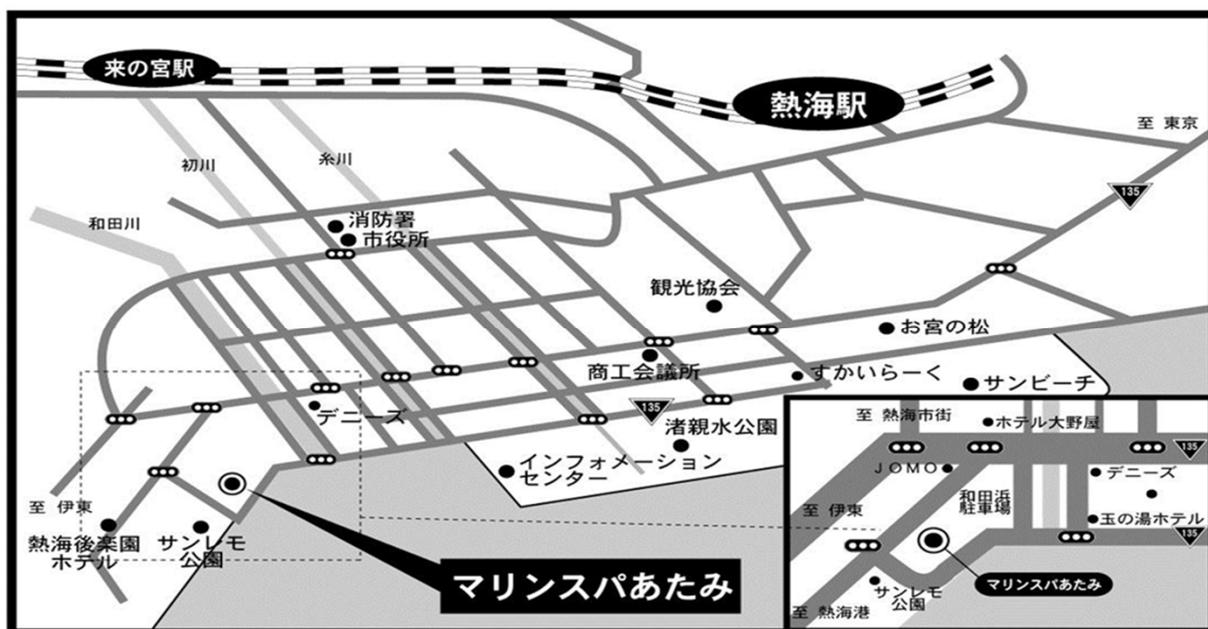 来の宮駅
熱海駅
至 東京
初川
糸川
135
和田川
消防署
市役所
観光協会
お宮の松
商工会議所
すかいらーく
サンビーチ
デニーズ
135
渚親水公園
インフォメーション
センター
至 伊東
熱海後楽園
ホテル
サンレモ
公園
マリンスパあたみ
至 熱海市街
ホテル大野屋
135
JOMO
デニーズ
和田浜
駐車場
至 伊東
玉の湯ホテル
135
マリンスパあたみ
サンレモ
公園
至 熱海港